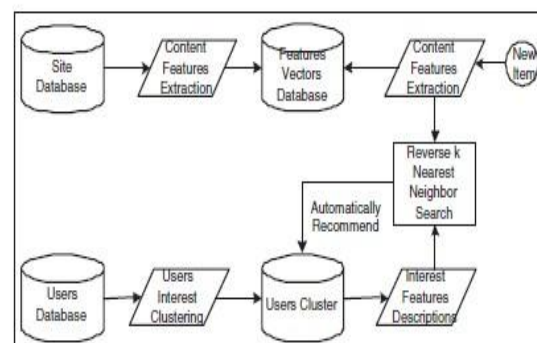 Site
Database
Content
Features
Extraction
Features
Vectors
Database
Content
Features
Extraction
New
Item
Reverse k
Nearest
Neighbor
Search
Automatically
Recommend
Users
Database
Users
Interest
Clustering
Users Cluster
Interest
Features
Descriptions